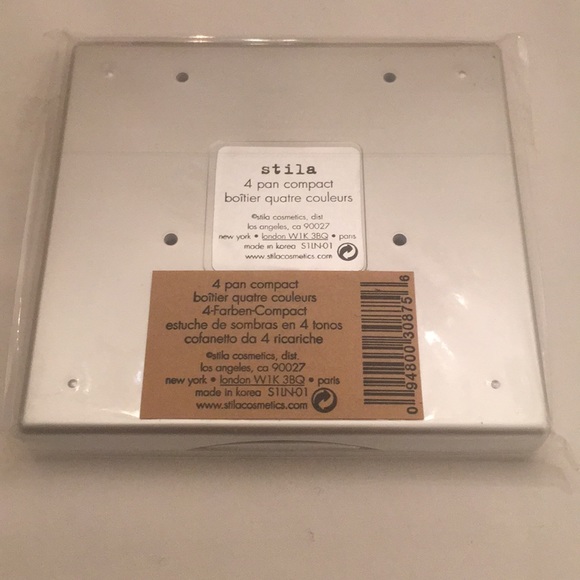 stila
4 pan compact
boîtier quatre couleurs
©stila cosmetics, dist.
los angeles, ca 90027
new york • london W1K 3BQ • paris
made in korea S1LN-01
www.stilacosmetics.com
4 pan compact
boîtier quatre couleurs
4-Farben-Compact
estuche de sombras en 4 tonos
cofanetto da 4 ricariche
©stila cosmetics, dist.
los angeles, ca 90027
new york • london W1K 3BQ • paris
made in korea S1LN-01
www.stilacosmetics.com
0 94800 30875 6